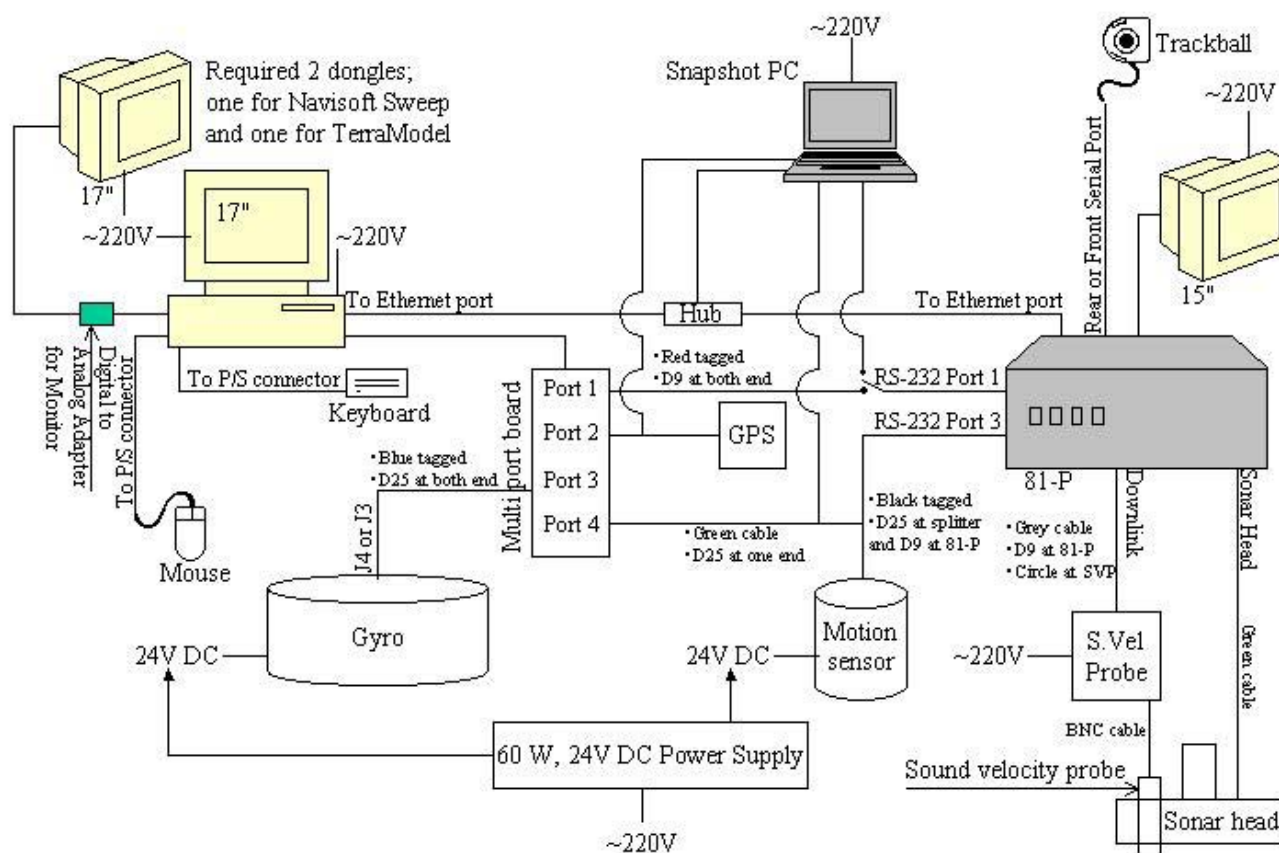 ~220V
Snapshot PC
Trackball
~220V
Required 2 dongles;
one for Navisoft Sweep
and one for TerraModel
17"
~220V
17"
~220V
Rear or Front Serial Port
15"
To Ethernet port
Hub
To Ethernet port
Digital to
Analog Adapter
for Monitor
To P/S connector
To P/S connector
Keyboard
Mouse
•Red tagged
•D9 at both end
Multi port board
Port 1
Port 2
Port 3
Port 4
GPS
RS-232 Port 1
RS-232 Port 3
81-P
•Blue tagged
•D25 at both end
J4 or J3
•Green cable
•D25 at one end
•Black tagged
•D25 at splitter
and D9 at 81-P
•Grey cable
•D9 at 81-P
•Circle at SVP
Downlink
Sonar Head
Green cable
Gyro
24V DC
Motion
sensor
24V DC
~220V
S.Vel
Probe
BNC cable
60 W, 24V DC Power Supply
~220V
Sound velocity probe
Sonar head